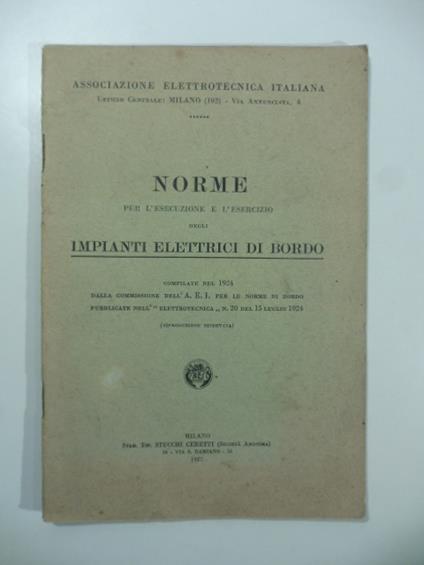 ASSOCIAZIONE ELETTROTECNICA ITALIANA
UFFICIO CENTRALE: MILANO (102) - VIA ANNUNCIATA, 4
NORME
PER L'ESECUZIONE E L'ESERCIZIO
DEGLI
IMPIANTI ELETTRICI DI BORDO
COMPILATE NEL 1924
DALLA COMMISSIONE DELL'A. E. I. PER LE NORME DI BORDO
PUBBLICATE NELL'" ELETTROTECNICA „ N. 20 DEL 15 LUGLIO 1924
(RIPRODUZIONE RISERVATA)
MILANO
STAB. TIP. STUCCHI CERETTI (SOCIETÀ ANONIMA)
VIA S. DAMIANO